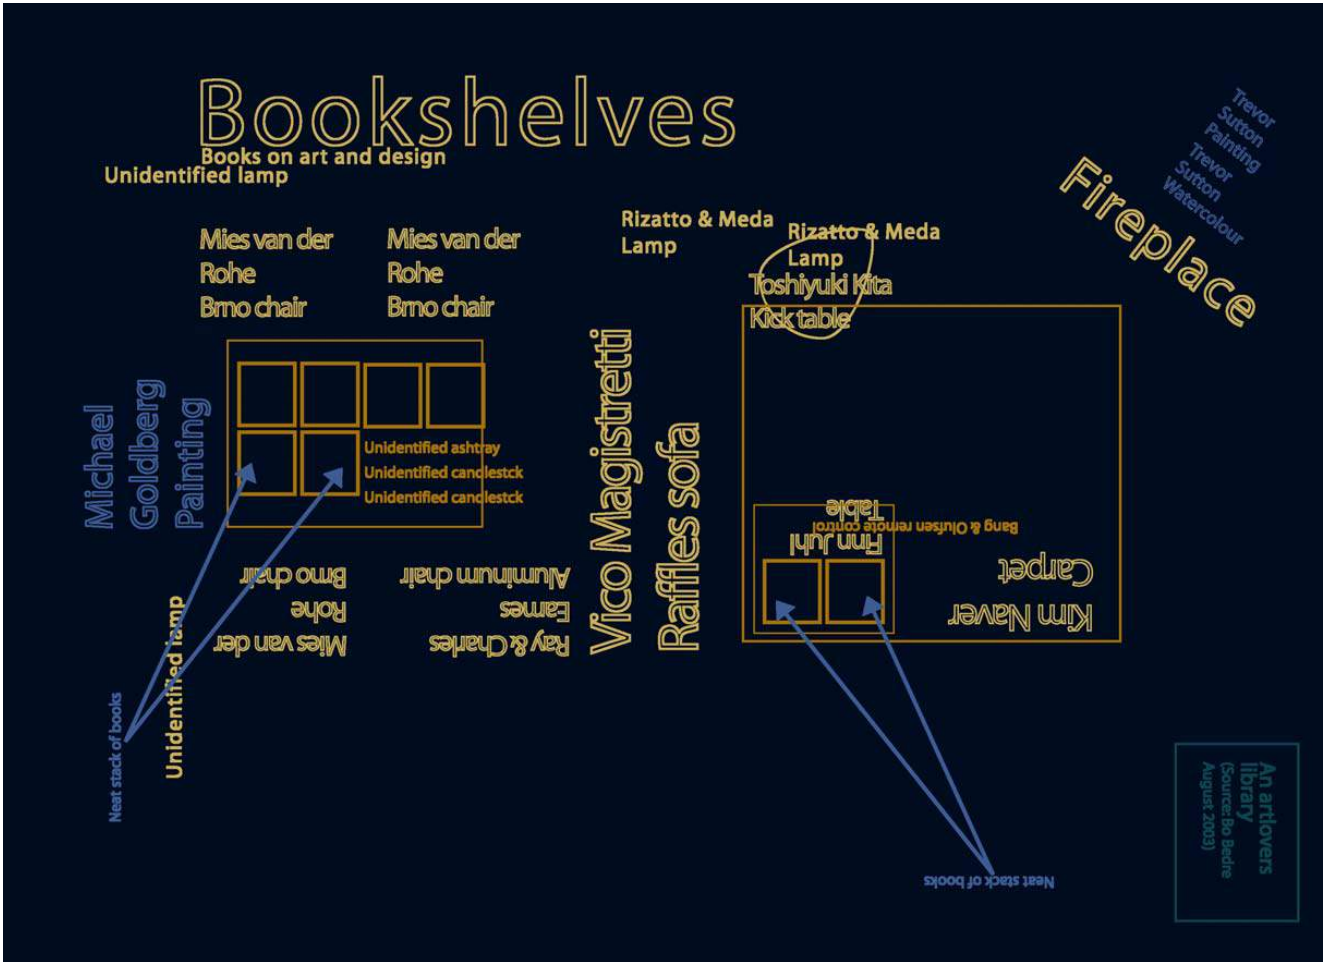 Bookshelves
Books on art and design
Unidentified lamp
Mies van der
Rohe
Brno chair
Mies van der
Rohe
Brno chair
Rizatto & Meda
Lamp
Rizatto & Meda
Lamp
Toshiyuki Kita
Kick table
Fireplace
Trevor
Sutton
Painting
Trevor
Sutton
Watercolour
Michael
Goldberg
Painting
Unidentified ashtray
Unidentified candlestck
Unidentified candlestck
Vico Magistretti
Raffles sofa
Mies van der
Rohe
Brno chair
Ray & Charles
Eames
Aluminum chair
Finn Juhl
Table
Bang & Olufsen remote control
Kim Naver
Carpet
Unidentified lamp
Neat stack of books
Neat stack of books
An artlovers
library
(Source: Bo Bedre
August 2003)